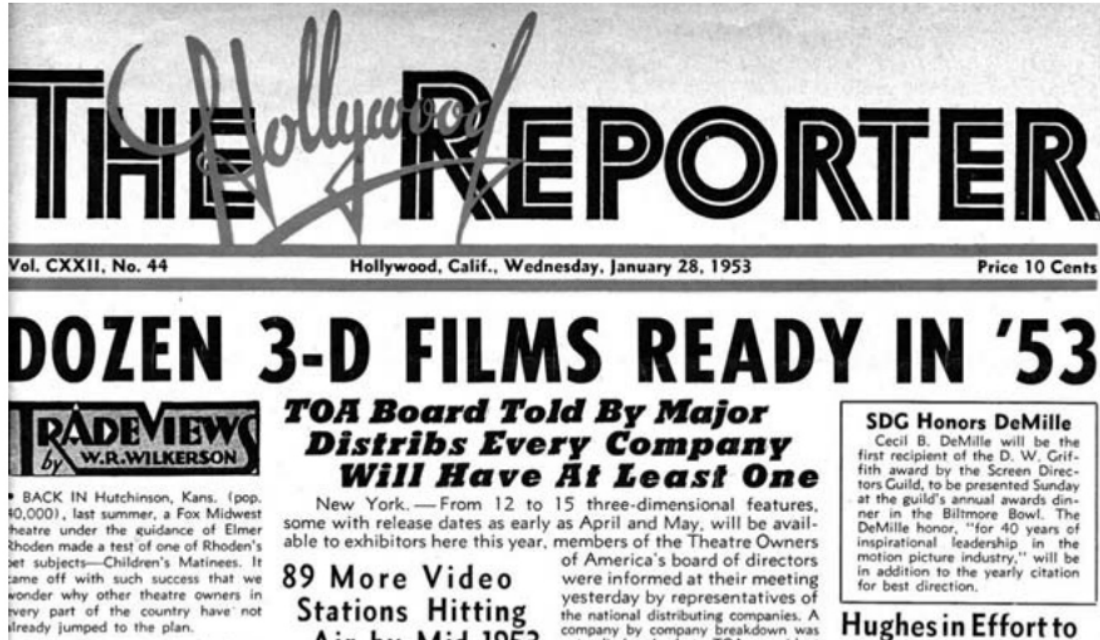 THE Hollywood REPORTER
Vol. CXXII, No. 44 Hollywood, Calif., Wednesday, January 28, 1953 Price 10 Cents
DOZEN 3-D FILMS READY IN '53
TRADEVIEWS
by W.R.WILKERSON
• BACK IN Hutchinson, Kans. (pop.
40,000), last summer, a Fox Midwest
theatre under the guidance of Elmer
Rhoden made a test of one of Rhoden's
pet subjects—Children's Matinees. It
came off with such success that we
wonder why other theatre owners in
every part of the country have not
already jumped to the plan.
TOA Board Told By Major
Distribs Every Company
Will Have At Least One
New York.—From 12 to 15 three-dimensional features,
some with release dates as early as April and May, will be avail-
able to exhibitors here this year, members of the Theatre Owners
of America's board of directors
were informed at their meeting
yesterday by representatives of
the national distributing companies. A
company by company breakdown was
89 More Video
Stations Hitting
Air by Mid-1953
SDG Honors DeMille
Cecil B. DeMille will be the
first recipient of the D. W. Grif-
fith award by the Screen Direc-
tors Guild, to be presented Sunday
at the guild's annual awards din-
ner in the Biltmore Bowl. The
DeMille honor, "for 40 years of
inspirational leadership in the
motion picture industry," will be
in addition to the yearly citation
for best direction.
Hughes in Effort to